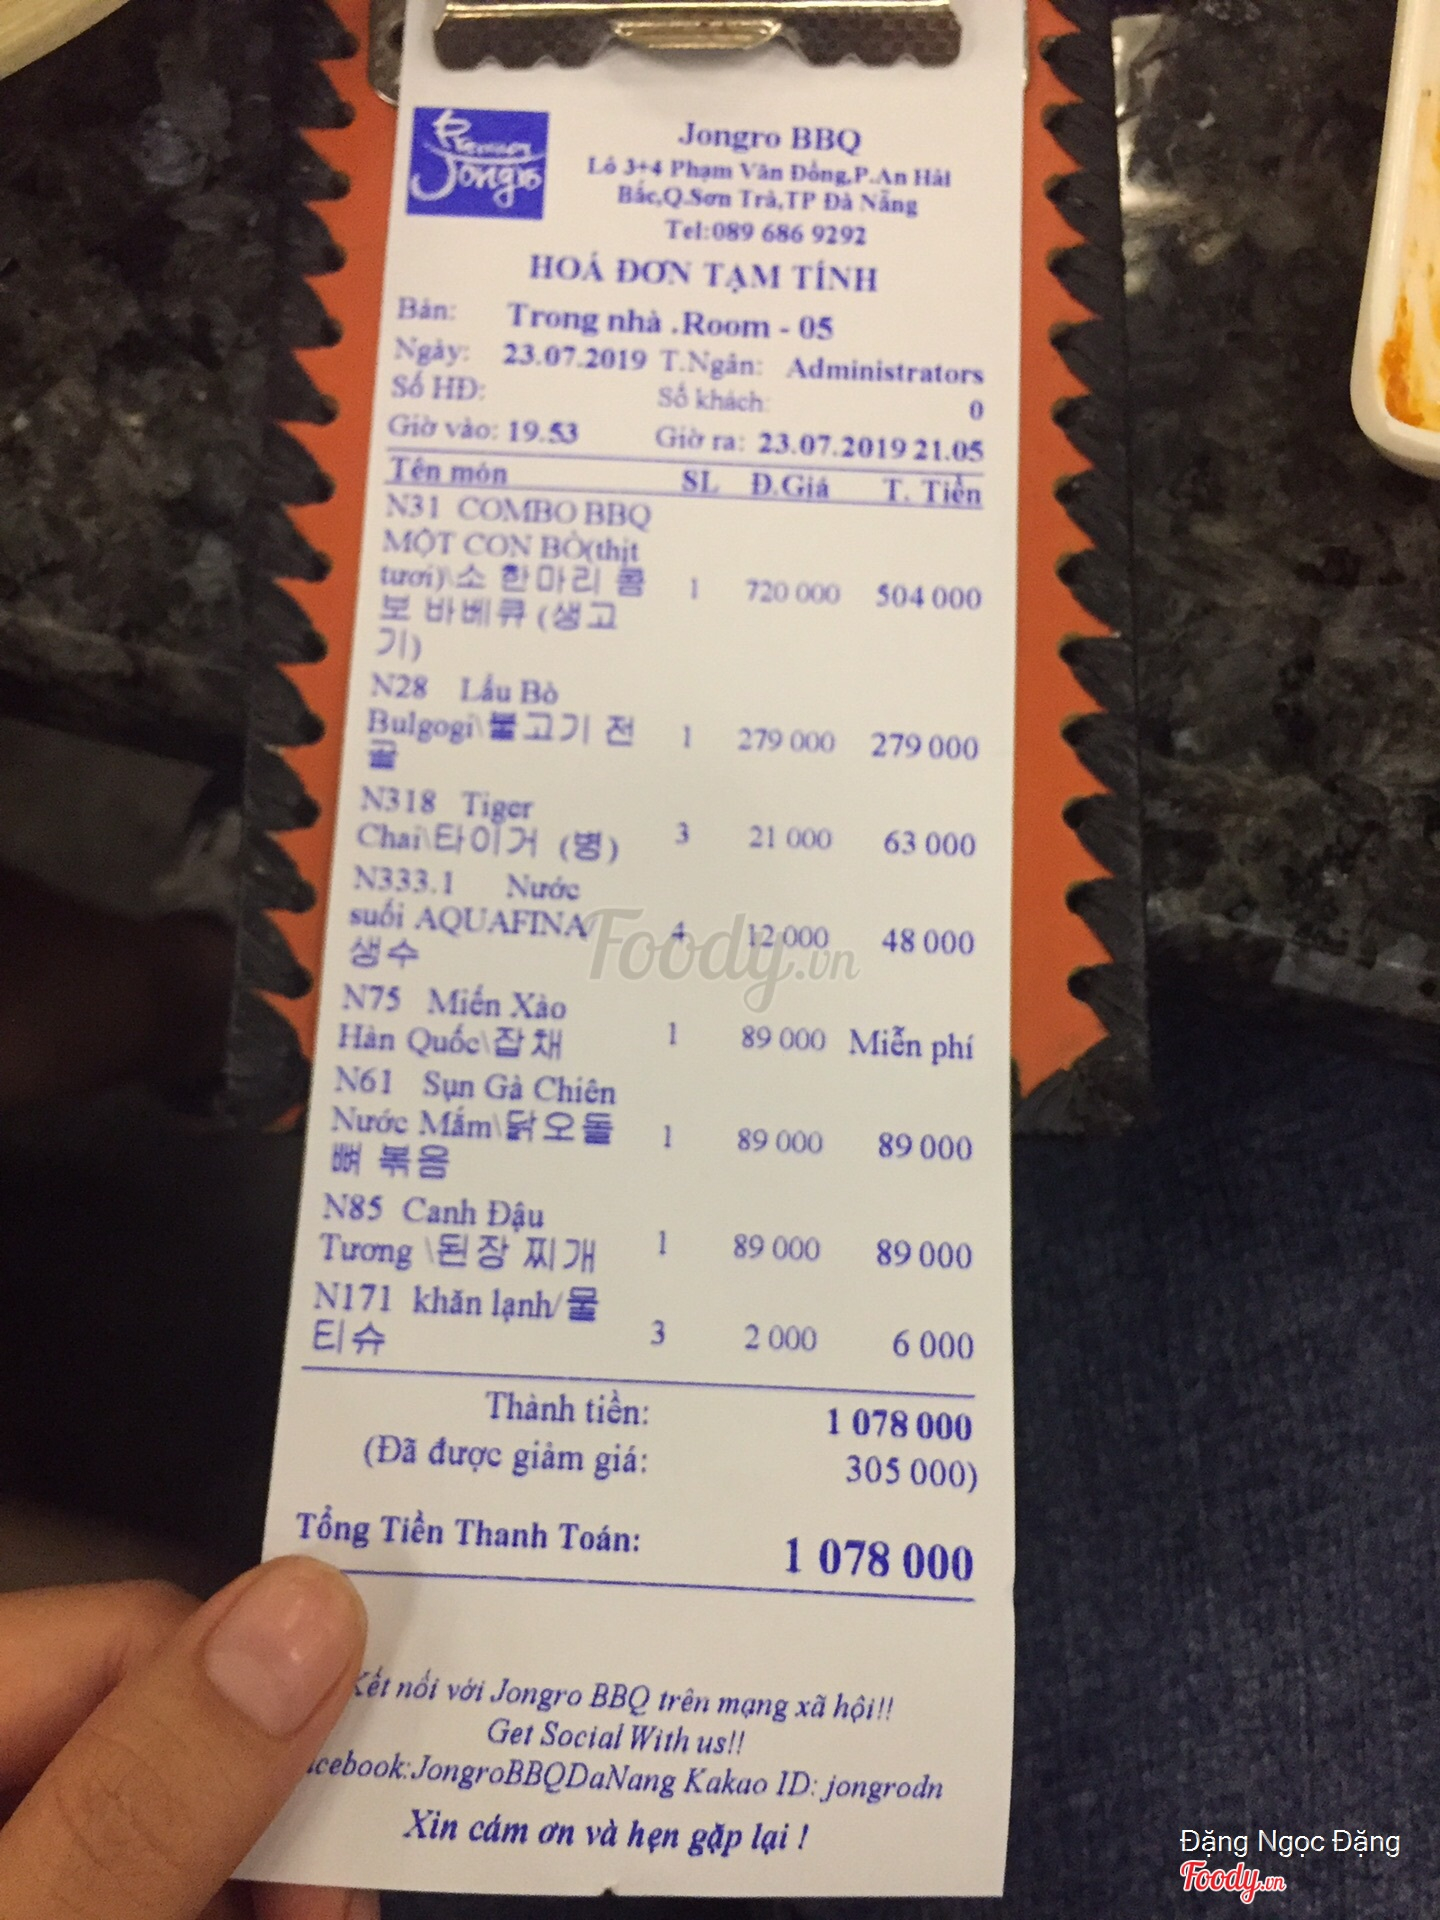 Premier
Jongro
Jongro BBQ
Lô 3+4 Phạm Văn Đồng,P.An Hải
Bắc,Q.Sơn Trà,TP Đà Nẵng
Tel:089 686 9292
HOÁ ĐƠN TẠM TÍNH
Bàn: Trong nhà .Room - 05
Ngày: 23.07.2019 T.Ngân: Administrators
Số HĐ: Số khách: 0
Giờ vào: 19.53 Giờ ra: 23.07.2019 21.05
Tên món SL Đ.Giá T. Tiền
N31 COMBO BBQ
MỘT CON BÒ(thịt
tươi)\소 한마리 콤 1 720 000 504 000
보 바베큐 (생고
기)
N28 Lẩu Bò
Bulgogi\불고기 전 1 279 000 279 000
골
N318 Tiger
Chai\타이거 (병) 3 21 000 63 000
N333.1 Nước
suối AQUAFINA/ 4 12 000 48 000
생수
N75 Miến Xào
Hàn Quốc\잡채 1 89 000 Miễn phí
N61 Sụn Gà Chiên
Nước Mắm\닭오돌 1 89 000 89 000
뼈 볶음
N85 Canh Đậu
Tương \된장 찌개 1 89 000 89 000
N171 khăn lạnh/물
티슈 3 2 000 6 000
Thành tiền: 1 078 000
(Đã được giảm giá: 305 000)
Tổng Tiền Thanh Toán: 1 078 000
Kết nối với Jongro BBQ trên mạng xã hội!!
Get Social With us!!
cebook:JongroBBQDaNang Kakao ID: jongrodn
Xin cám ơn và hẹn gặp lại !
Foody.vn
Đặng Ngọc Đặng
Foody.vn